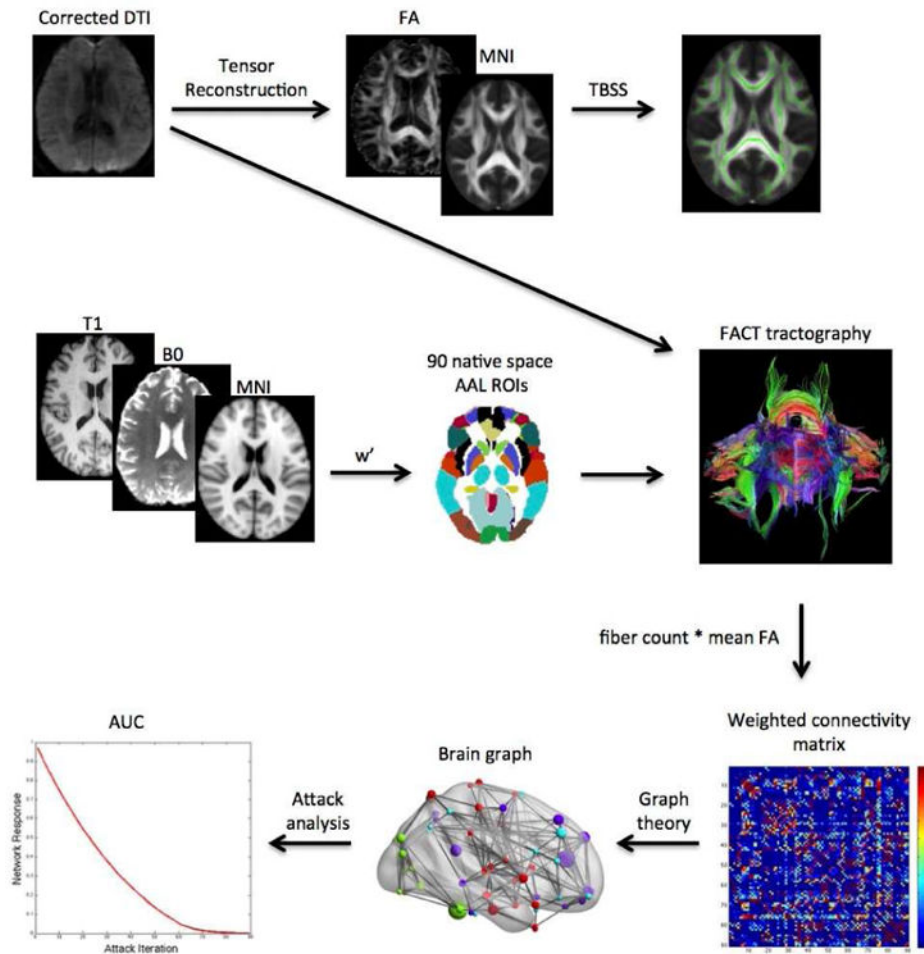 Corrected DTI
FA
MNI
Tensor
Reconstruction
TBSS
T1
B0
MNI
w'
90 native space
AAL ROIs
FACT tractography
fiber count * mean FA
Weighted connectivity
matrix
Graph
theory
Brain graph
Attack
analysis
AUC
Network Response
Attack Iteration